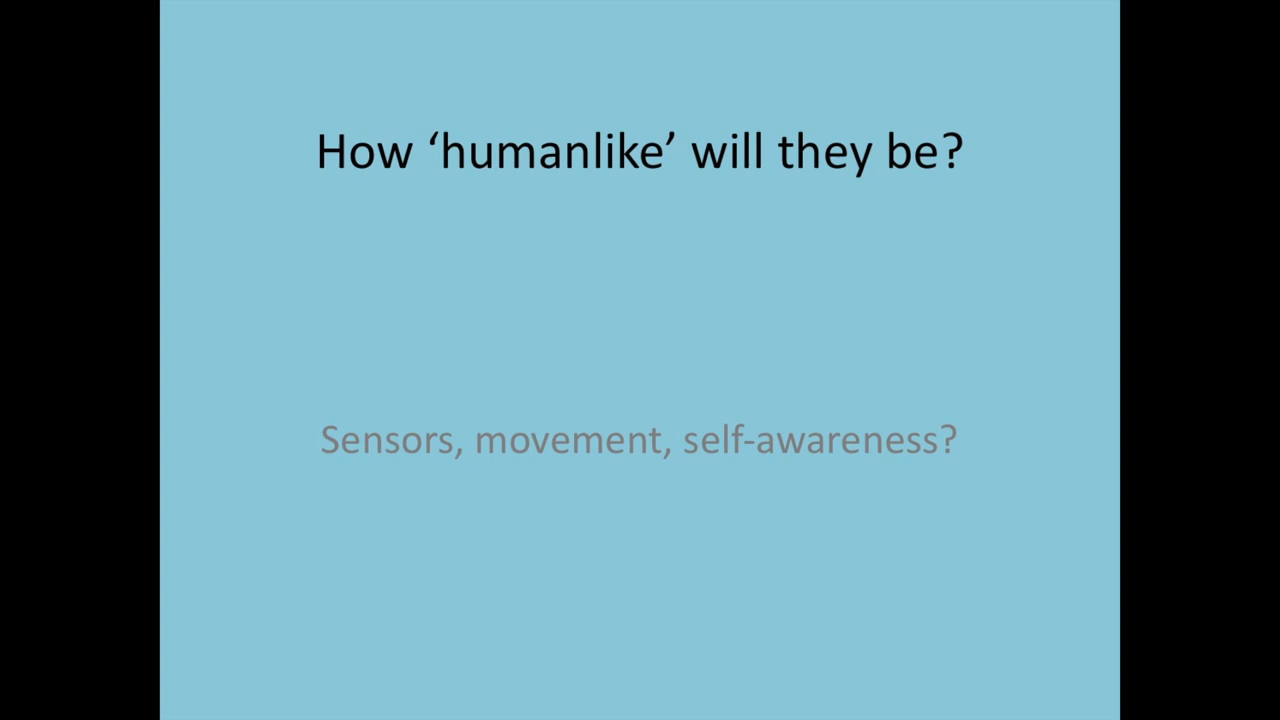 How ‘humanlike’ will they be?
Sensors, movement, self-awareness?